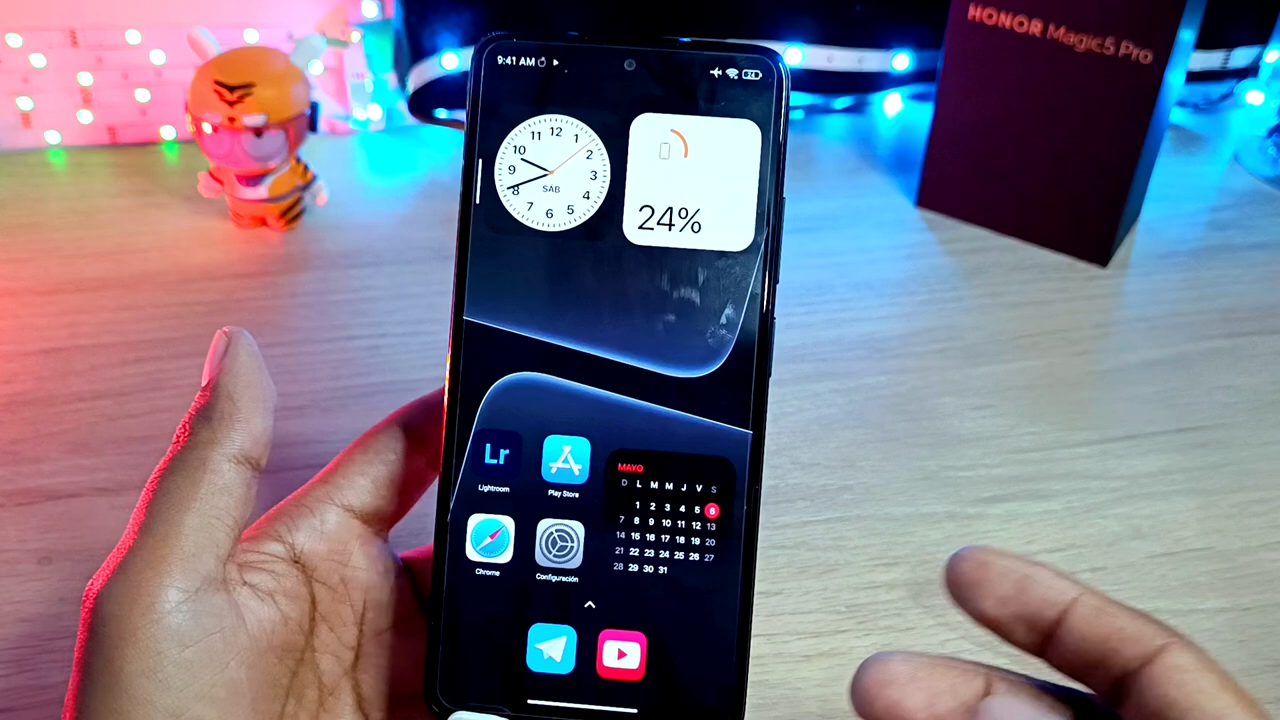 HONOR Magic5 Pro
9:41 AM
24
11 12 1
10 2
9 3
SAB
8 4
7 6 5
24%
Lr
Lightroom
Play Store
MAYO
D L M M J V S
1 2 3 4 5 6
7 8 9 10 11 12 13
14 15 16 17 18 19 20
21 22 23 24 25 26 27
28 29 30 31
Chrome
Configuración